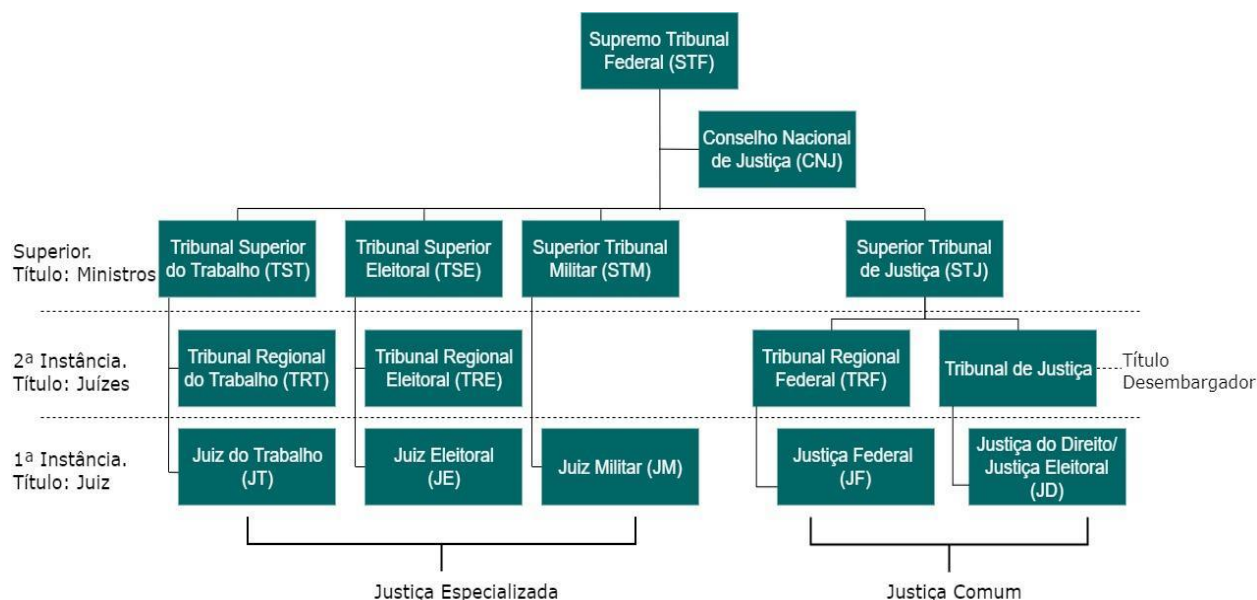 Supremo Tribunal
Federal (STF)
Conselho Nacional
de Justiça (CNJ)
Superior.
Título: Ministros
Tribunal Superior
do Trabalho (TST)
Tribunal Superior
Eleitoral (TSE)
Superior Tribunal
Militar (STM)
Superior Tribunal
de Justiça (STJ)
2ª Instância.
Título: Juízes
Tribunal Regional
do Trabalho (TRT)
Tribunal Regional
Eleitoral (TRE)
Tribunal Regional
Federal (TRF)
Tribunal de Justiça
Título
Desembargador
1ª Instância.
Título: Juiz
Juiz do Trabalho
(JT)
Juiz Eleitoral
(JE)
Juiz Militar (JM)
Justiça Federal
(JF)
Justiça do Direito/
Justiça Eleitoral
(JD)
Justiça Especializada
Justiça Comum